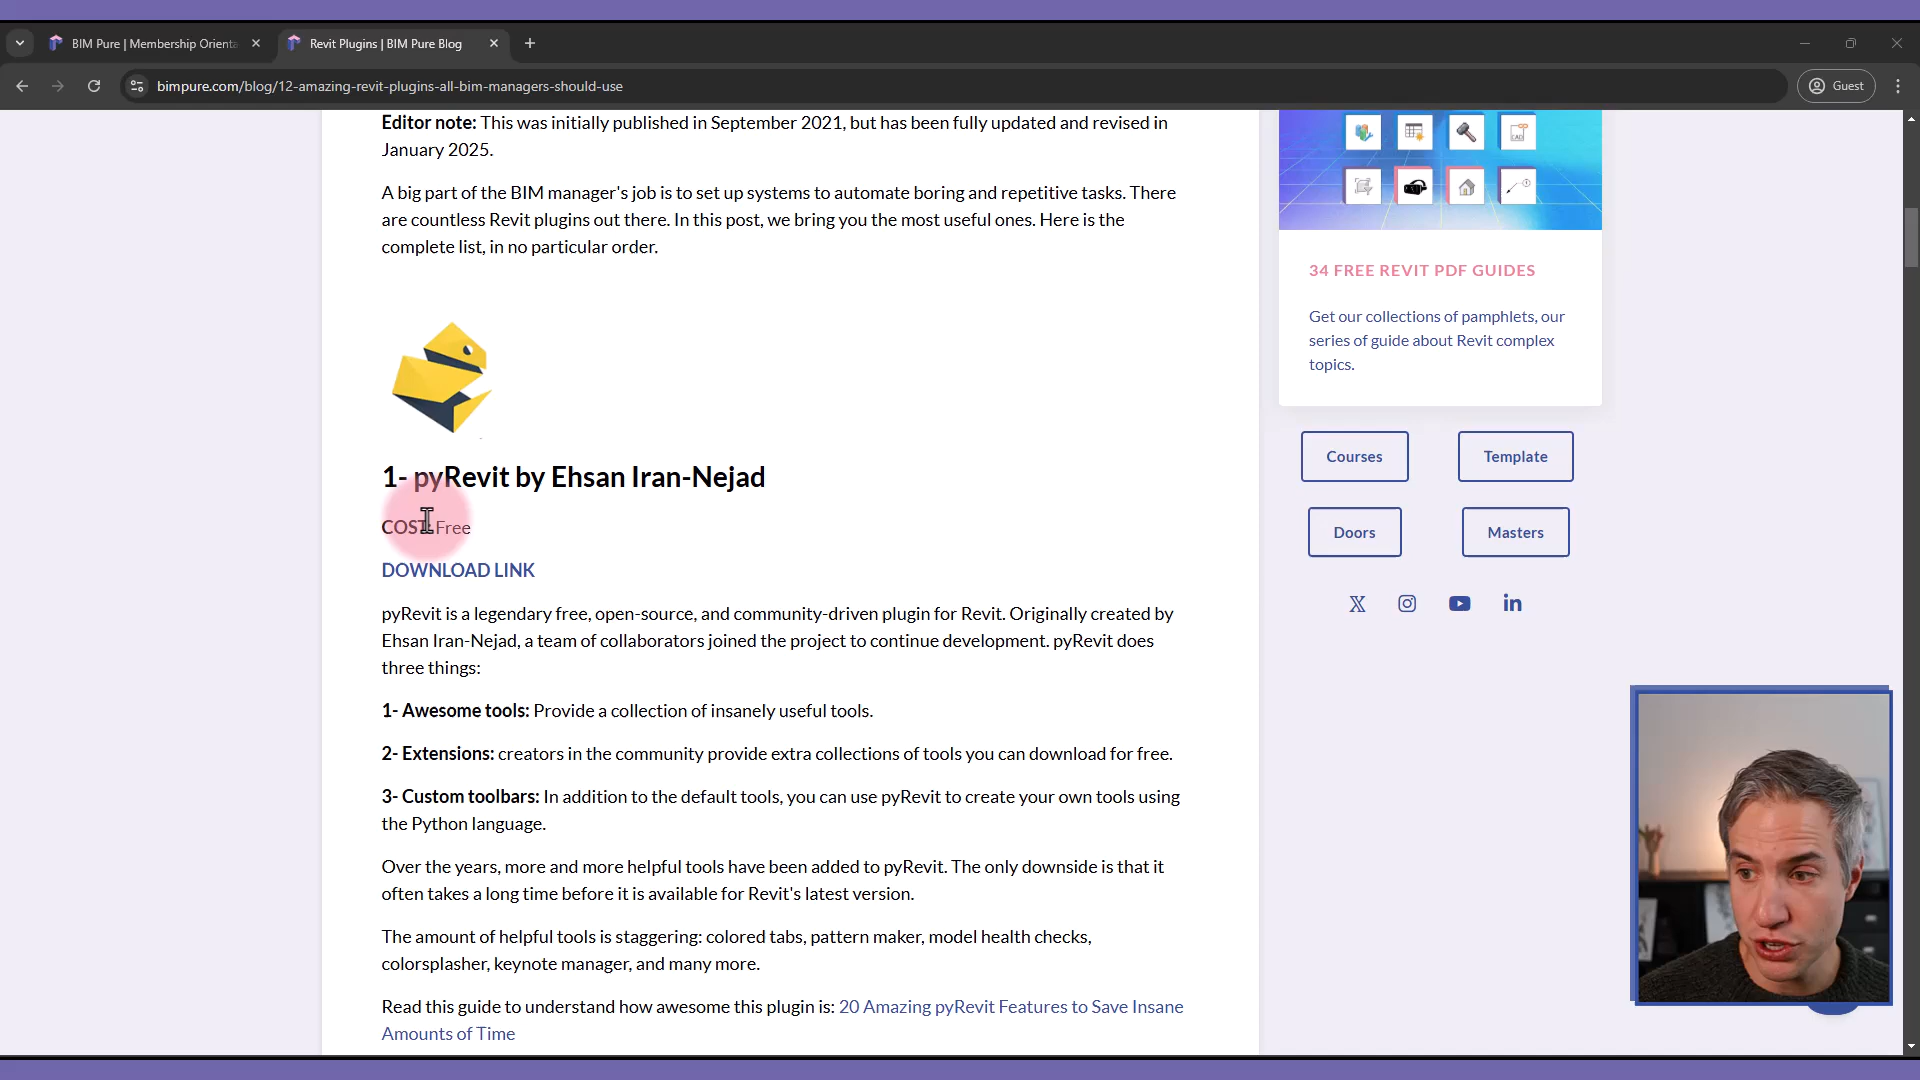 BIM Pure | Membership Orienta
Revit Plugins | BIM Pure Blog
bimpure.com/blog/12-amazing-revit-plugins-all-bim-managers-should-use
Guest
Editor note: This was initially published in September 2021, but has been fully updated and revised in
January 2025.
A big part of the BIM manager's job is to set up systems to automate boring and repetitive tasks. There
are countless Revit plugins out there. In this post, we bring you the most useful ones. Here is the
complete list, in no particular order.
1- pyRevit by Ehsan Iran-Nejad
COST: Free
DOWNLOAD LINK
pyRevit is a legendary free, open-source, and community-driven plugin for Revit. Originally created by
Ehsan Iran-Nejad, a team of collaborators joined the project to continue development. pyRevit does
three things:
1- Awesome tools: Provide a collection of insanely useful tools.
2- Extensions: creators in the community provide extra collections of tools you can download for free.
3- Custom toolbars: In addition to the default tools, you can use pyRevit to create your own tools using
the Python language.
Over the years, more and more helpful tools have been added to pyRevit. The only downside is that it
often takes a long time before it is available for Revit's latest version.
The amount of helpful tools is staggering: colored tabs, pattern maker, model health checks,
colorsplasher, keynote manager, and many more.
Read this guide to understand how awesome this plugin is: 20 Amazing pyRevit Features to Save Insane
Amounts of Time
CAD
34 FREE REVIT PDF GUIDES
Get our collections of pamphlets, our
series of guide about Revit complex
topics.
Courses
Template
Doors
Masters